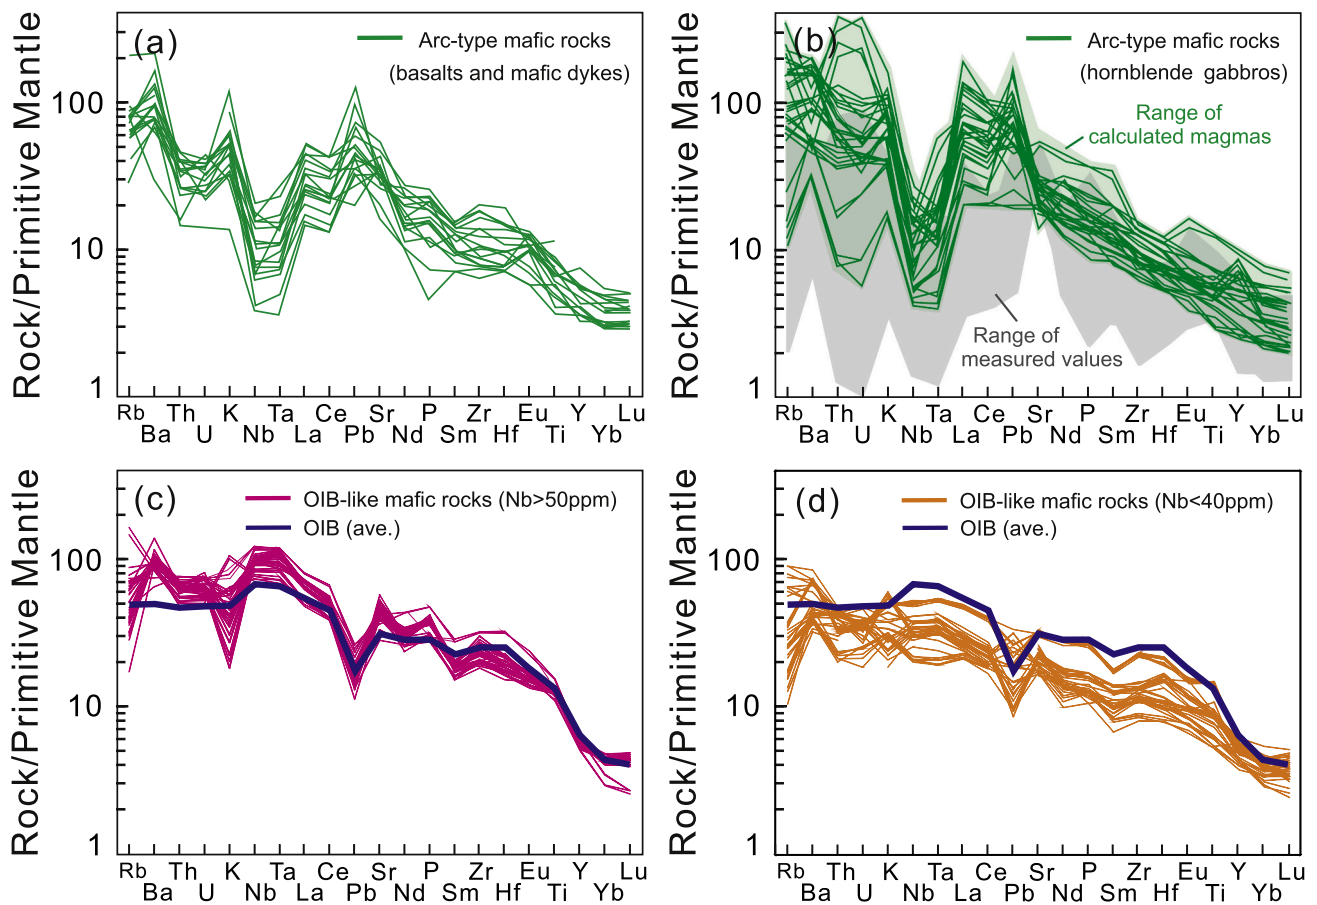 Rock/Primitive Mantle
(a)
Arc-type mafic rocks
(basalts and mafic dykes)
100
10
1
Rb Th K Ta Ce Sr P Zr Eu Y Lu
Ba U Nb La Pb Nd Sm Hf Ti Yb
Rock/Primitive Mantle
(b)
Arc-type mafic rocks
(hornblende gabbros)
Range of
calculated magmas
Range of
measured values
100
10
1
Rb Th K Ta Ce Sr P Zr Eu Y Lu
Ba U Nb La Pb Nd Sm Hf Ti Yb
Rock/Primitive Mantle
(c)
OIB-like mafic rocks (Nb>50ppm)
OIB (ave.)
100
10
1
Rb Th K Ta Ce Sr P Zr Eu Y Lu
Ba U Nb La Pb Nd Sm Hf Ti Yb
Rock/Primitive Mantle
(d)
OIB-like mafic rocks (Nb<40ppm)
OIB (ave.)
100
10
1
Rb Th K Ta Ce Sr P Zr Eu Y Lu
Ba U Nb La Pb Nd Sm Hf Ti Yb